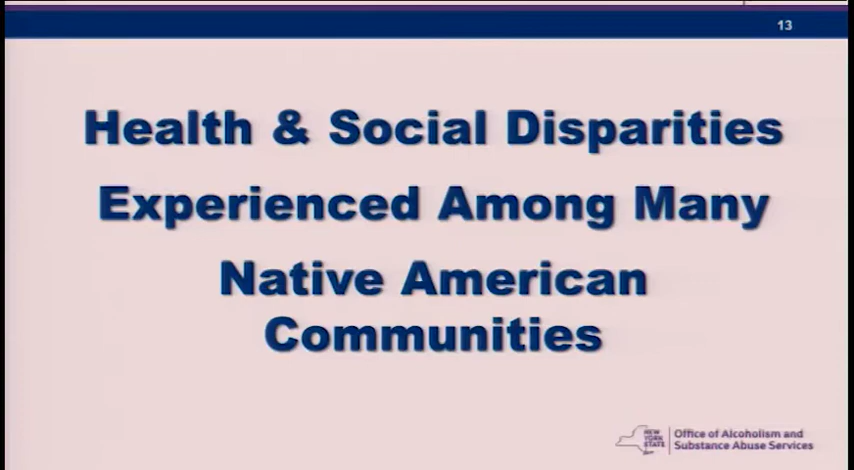 13
Health & Social Disparities
Experienced Among Many
Native American
Communities
NEW
YORK
STATE
Office of Alcoholism and
Substance Abuse Services